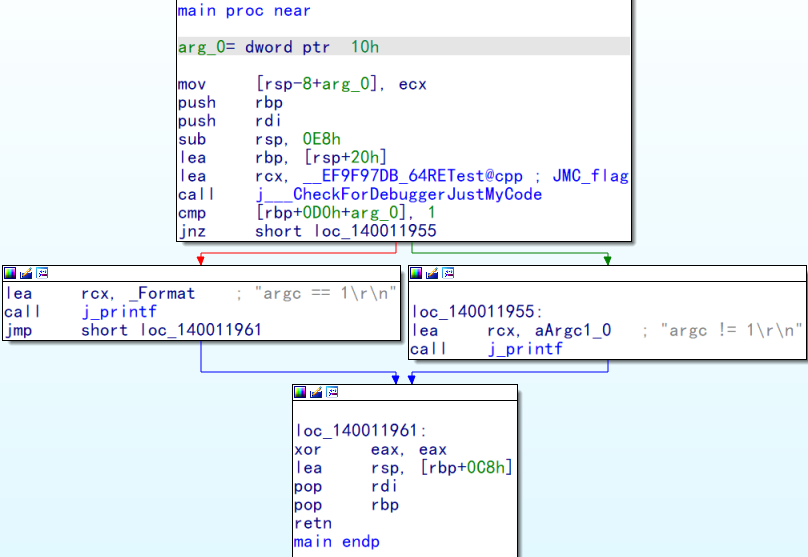 main proc near
arg_0= dword ptr  10h
mov     [rsp-8+arg_0], ecx
push    rbp
push    rdi
sub     rsp, 0E8h
lea     rbp, [rsp+20h]
lea     rcx, __EF9F97DB_64RETest@cpp ; JMC_flag
call    j___CheckForDebuggerJustMyCode
cmp     [rbp+0D0h+arg_0], 1
jnz     short loc_140011955
lea     rcx, _Format    ; "argc == 1\r\n"
call    j_printf
jmp     short loc_140011961
loc_140011955:
lea     rcx, aArgc1_0   ; "argc != 1\r\n"
call    j_printf
loc_140011961:
xor     eax, eax
lea     rsp, [rbp+0C8h]
pop     rdi
pop     rbp
retn
main endp